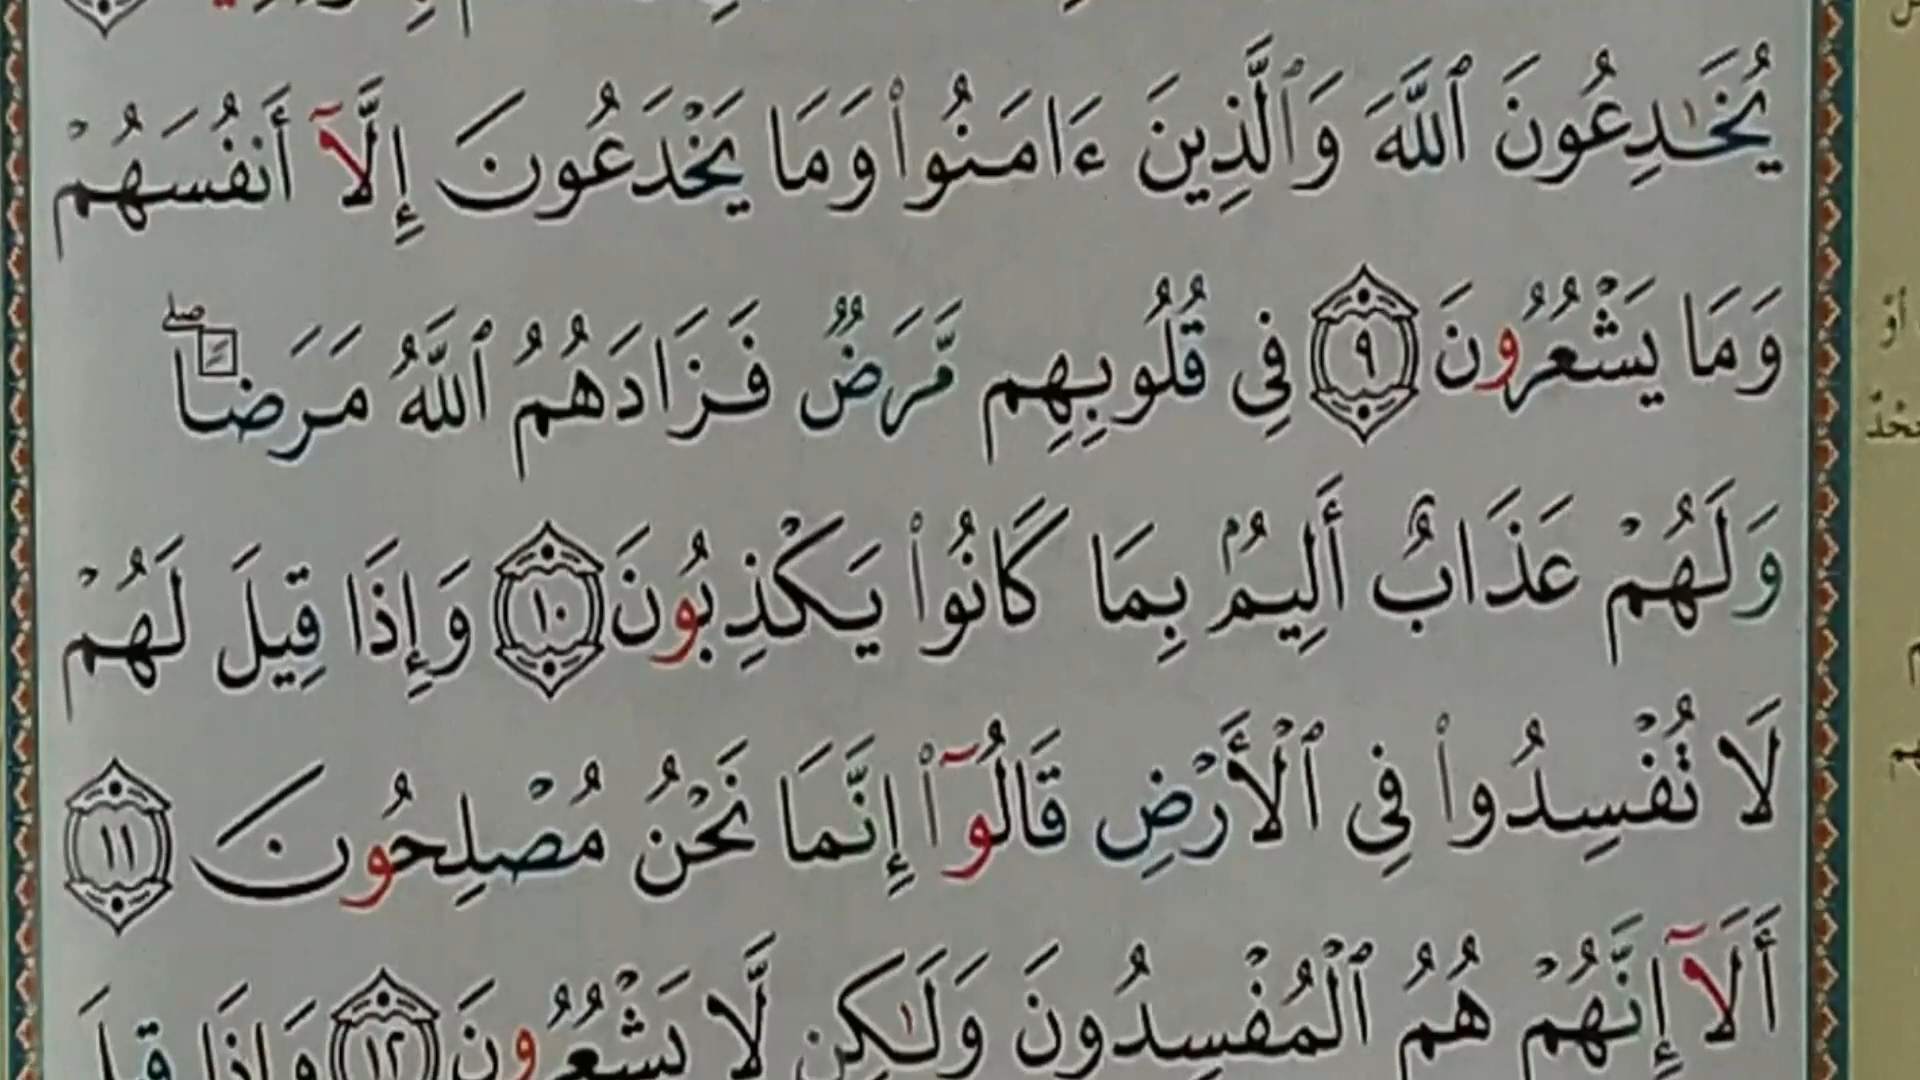 يُخَٰدِعُونَ ٱللَّهَ وَٱلَّذِينَ ءَامَنُوا۟ وَمَا يَخْدَعُونَ إِلَّآ أَنفُسَهُمْ
وَمَا يَشْعُرُونَ ٩ فِى قُلُوبِهِم مَّرَضٌ فَزَادَهُمُ ٱللَّهُ مَرَضًا ۖ
وَلَهُمْ عَذَابٌ أَلِيمٌۢ بِمَا كَانُوا۟ يَكْذِبُونَ ١٠ وَإِذَا قِيلَ لَهُمْ
لَا تُفْسِدُوا۟ فِى ٱلْأَرْضِ قَالُوٓا۟ إِنَّمَا نَحْنُ مُصْلِحُونَ ١١
أَلَآ إِنَّهُمْ هُمُ ٱلْمُفْسِدُونَ وَلَٰكِن لَّا يَشْعُرُونَ ١٢ وَإِذَا قِيلَ